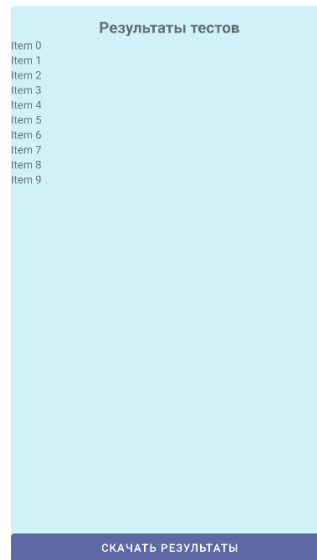 Результаты тестов
Item 0
Item 1
Item 2
Item 3
Item 4
Item 5
Item 6
Item 7
Item 8
Item 9
СКАЧАТЬ РЕЗУЛЬТАТЫ